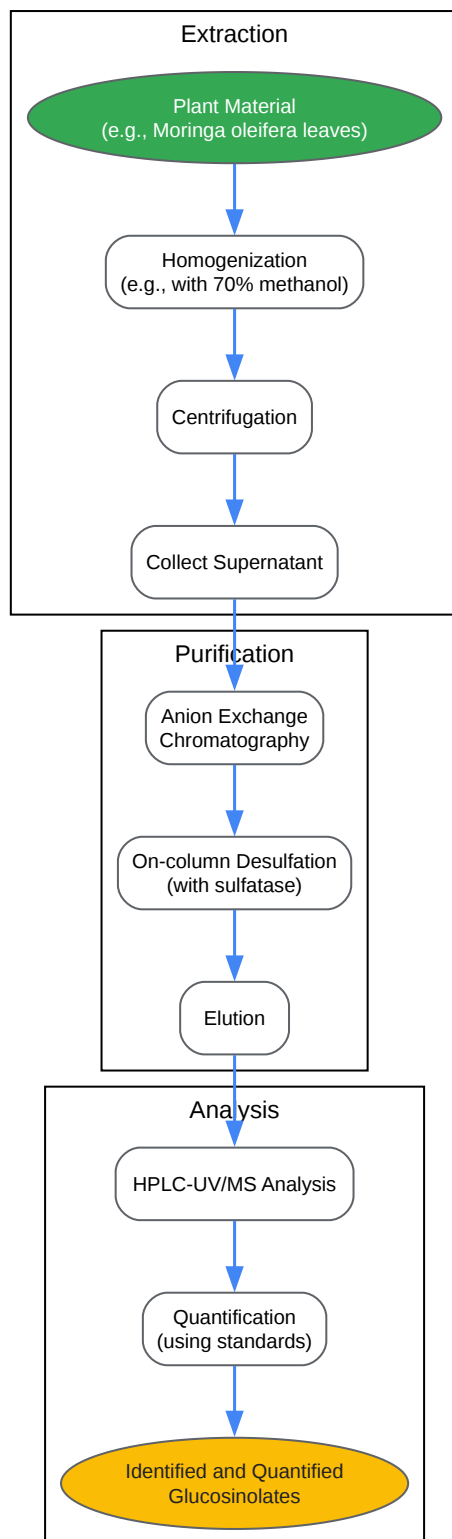 Extraction
Plant Material
(e.g., Moringa oleifera leaves)
Homogenization
(e.g., with 70% methanol)
Centrifugation
Collect Supernatant
Purification
Anion Exchange
Chromatography
On-column Desulfation
(with sulfatase)
Elution
Analysis
HPLC-UV/MS Analysis
Quantification
(using standards)
Identified and Quantified
Glucosinolates